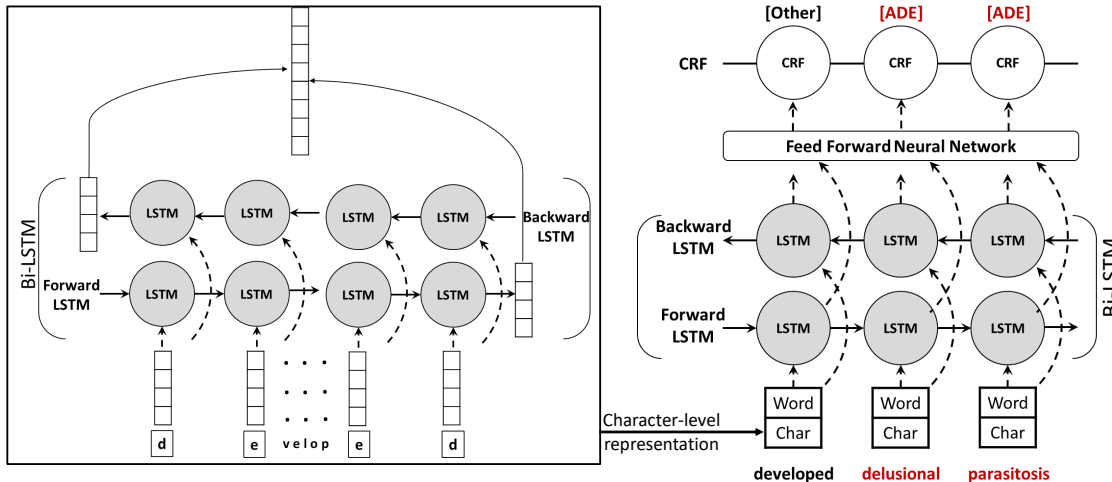 Bi-LSTM
LSTM LSTM LSTM LSTM
Backward
LSTM
Forward
LSTM
LSTM LSTM LSTM LSTM
. . .
. . .
. . .
d e v e l o p e d
[Other] [ADE] [ADE]
CRF CRF CRF CRF
Feed Forward Neural Network
Backward
LSTM
LSTM LSTM LSTM
Forward
LSTM
LSTM LSTM LSTM
Bi-LSTM
Character-level
representation
Word Word Word
Char Char Char
developed delusional parasitosis